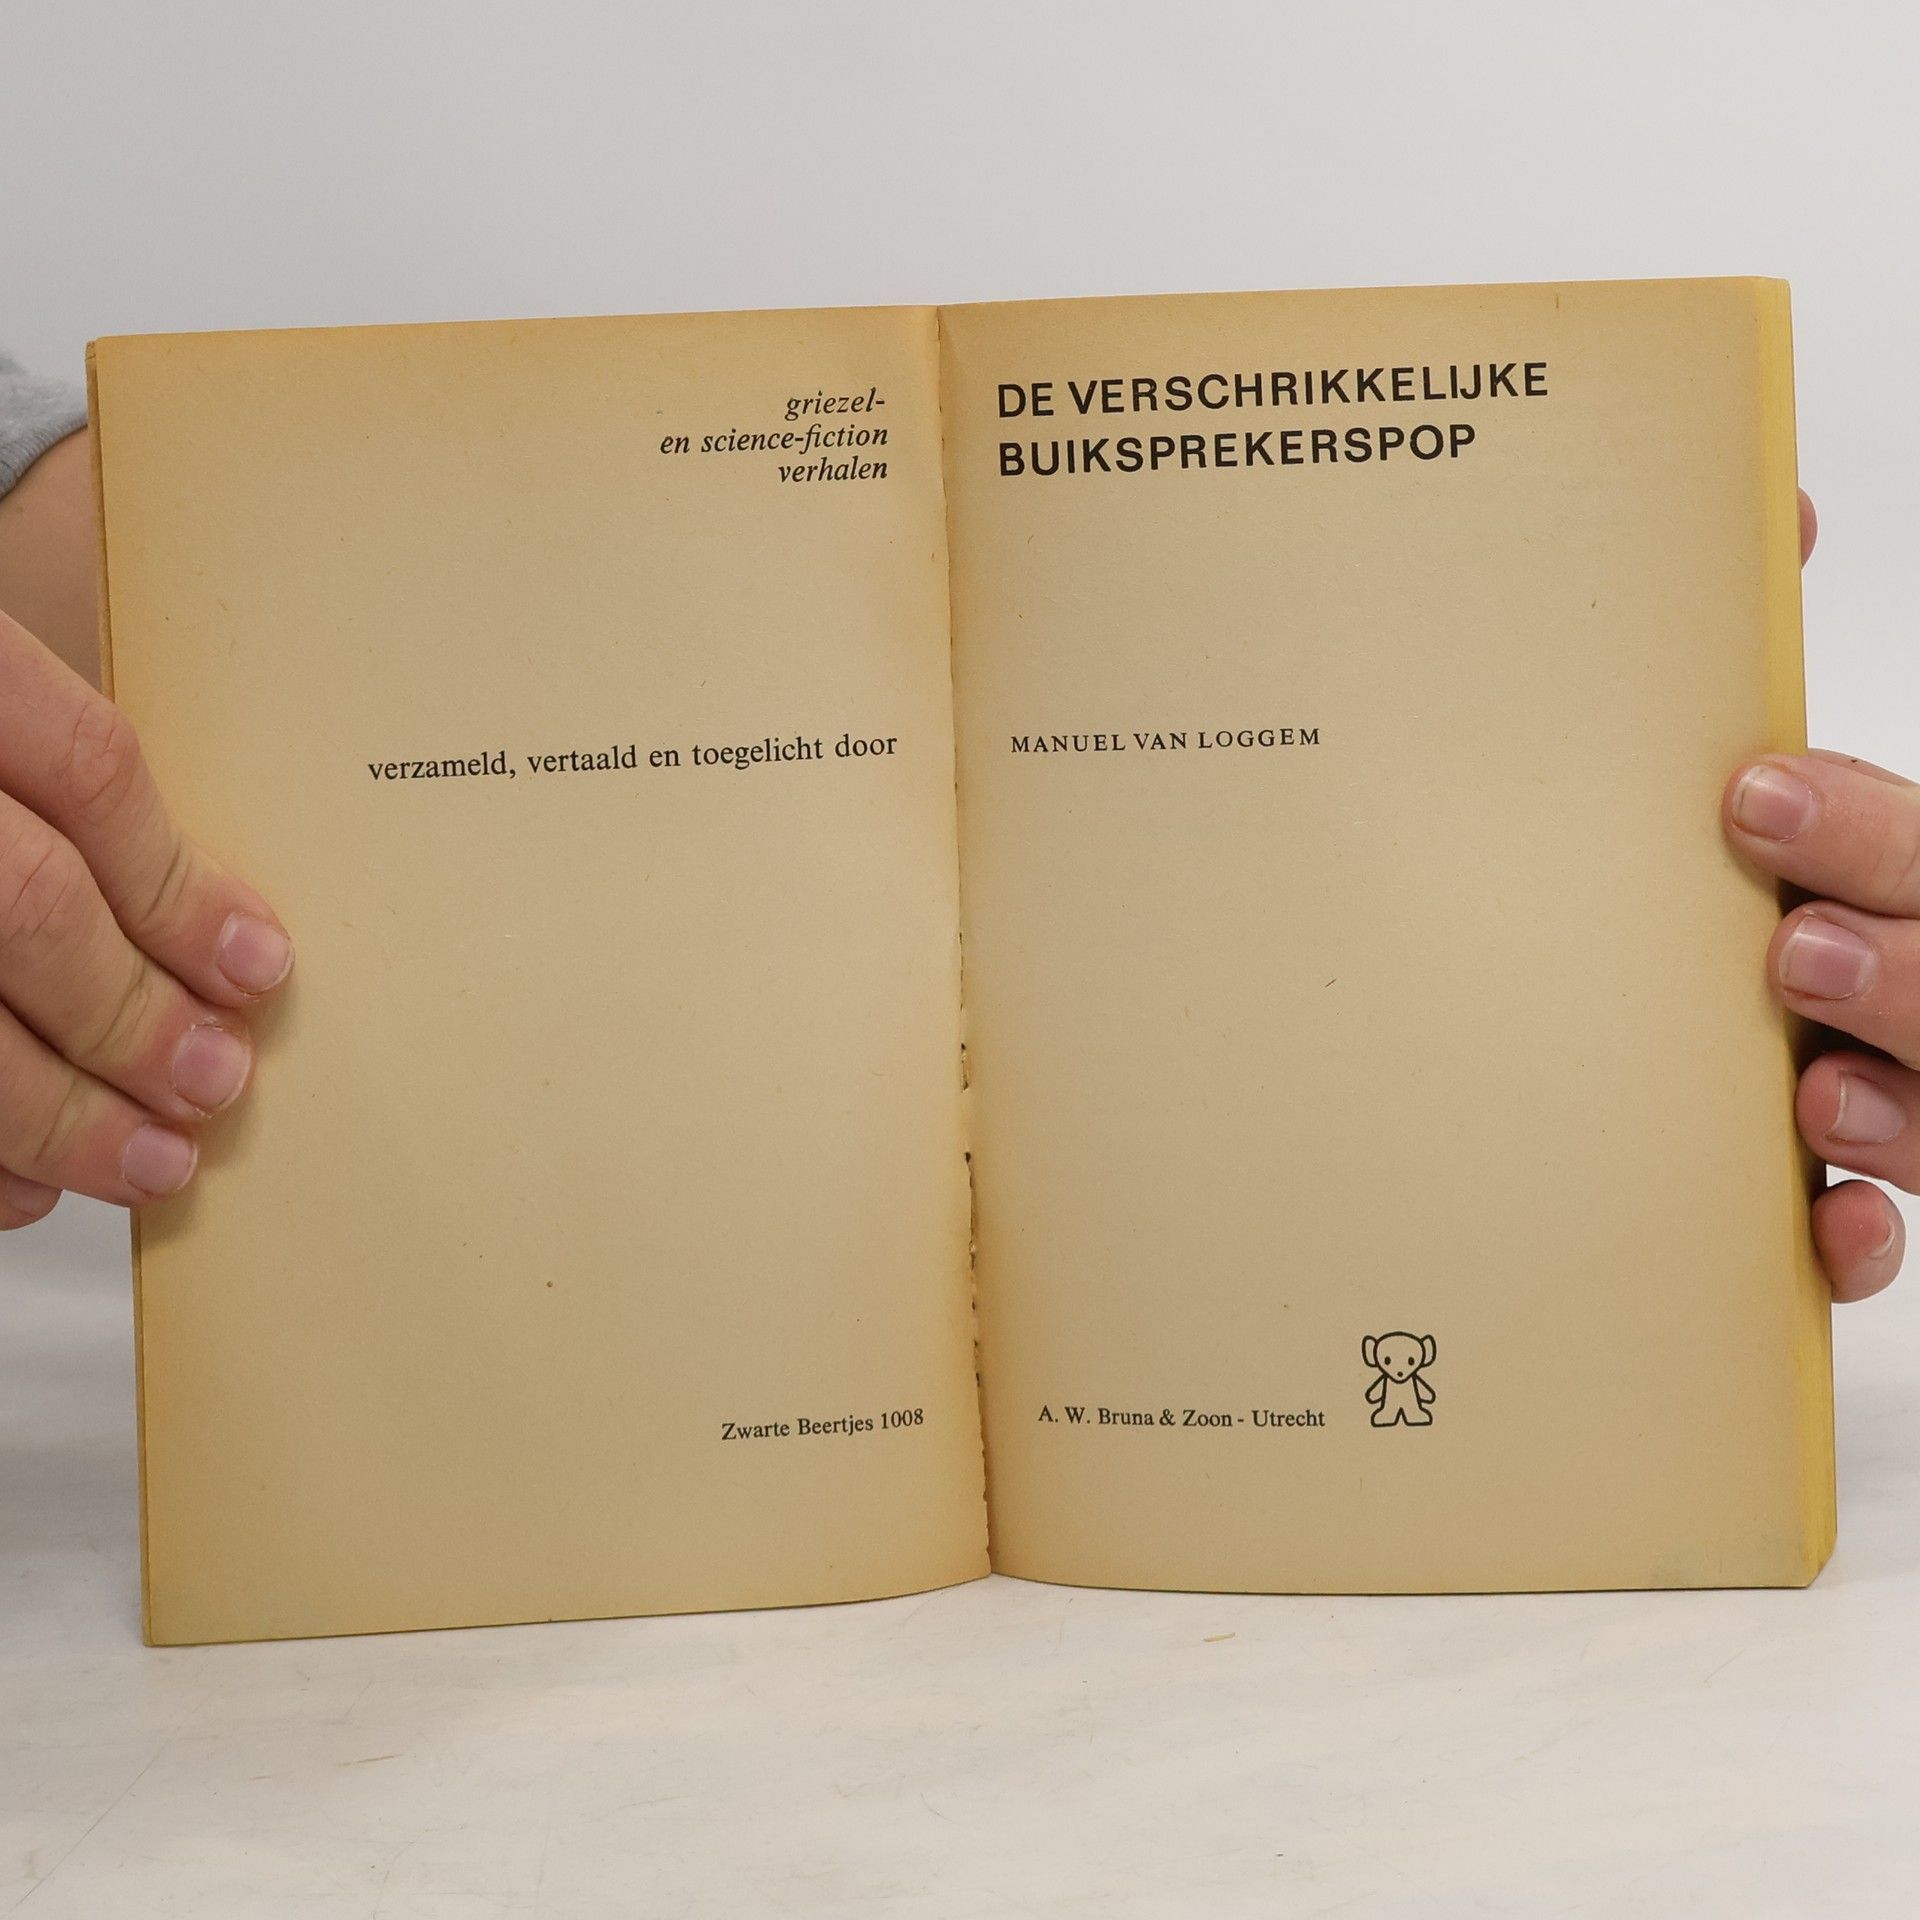 griezel-
en science-fiction
verhalen
verzameld, vertaald en toegelicht door
Zwarte Beertjes 1008
DE VERSCHRIKKELIJKE
BUIKSPREKERSPOP
MANUEL VAN LOGGEM
A. W. Bruna & Zoon - Utrecht